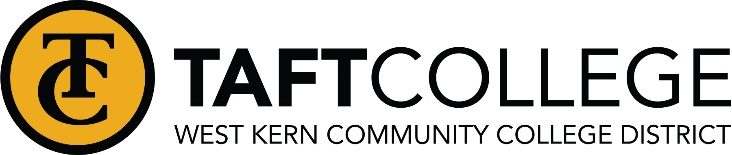 TC
TAFTCOLLEGE
WEST KERN COMMUNITY COLLEGE DISTRICT